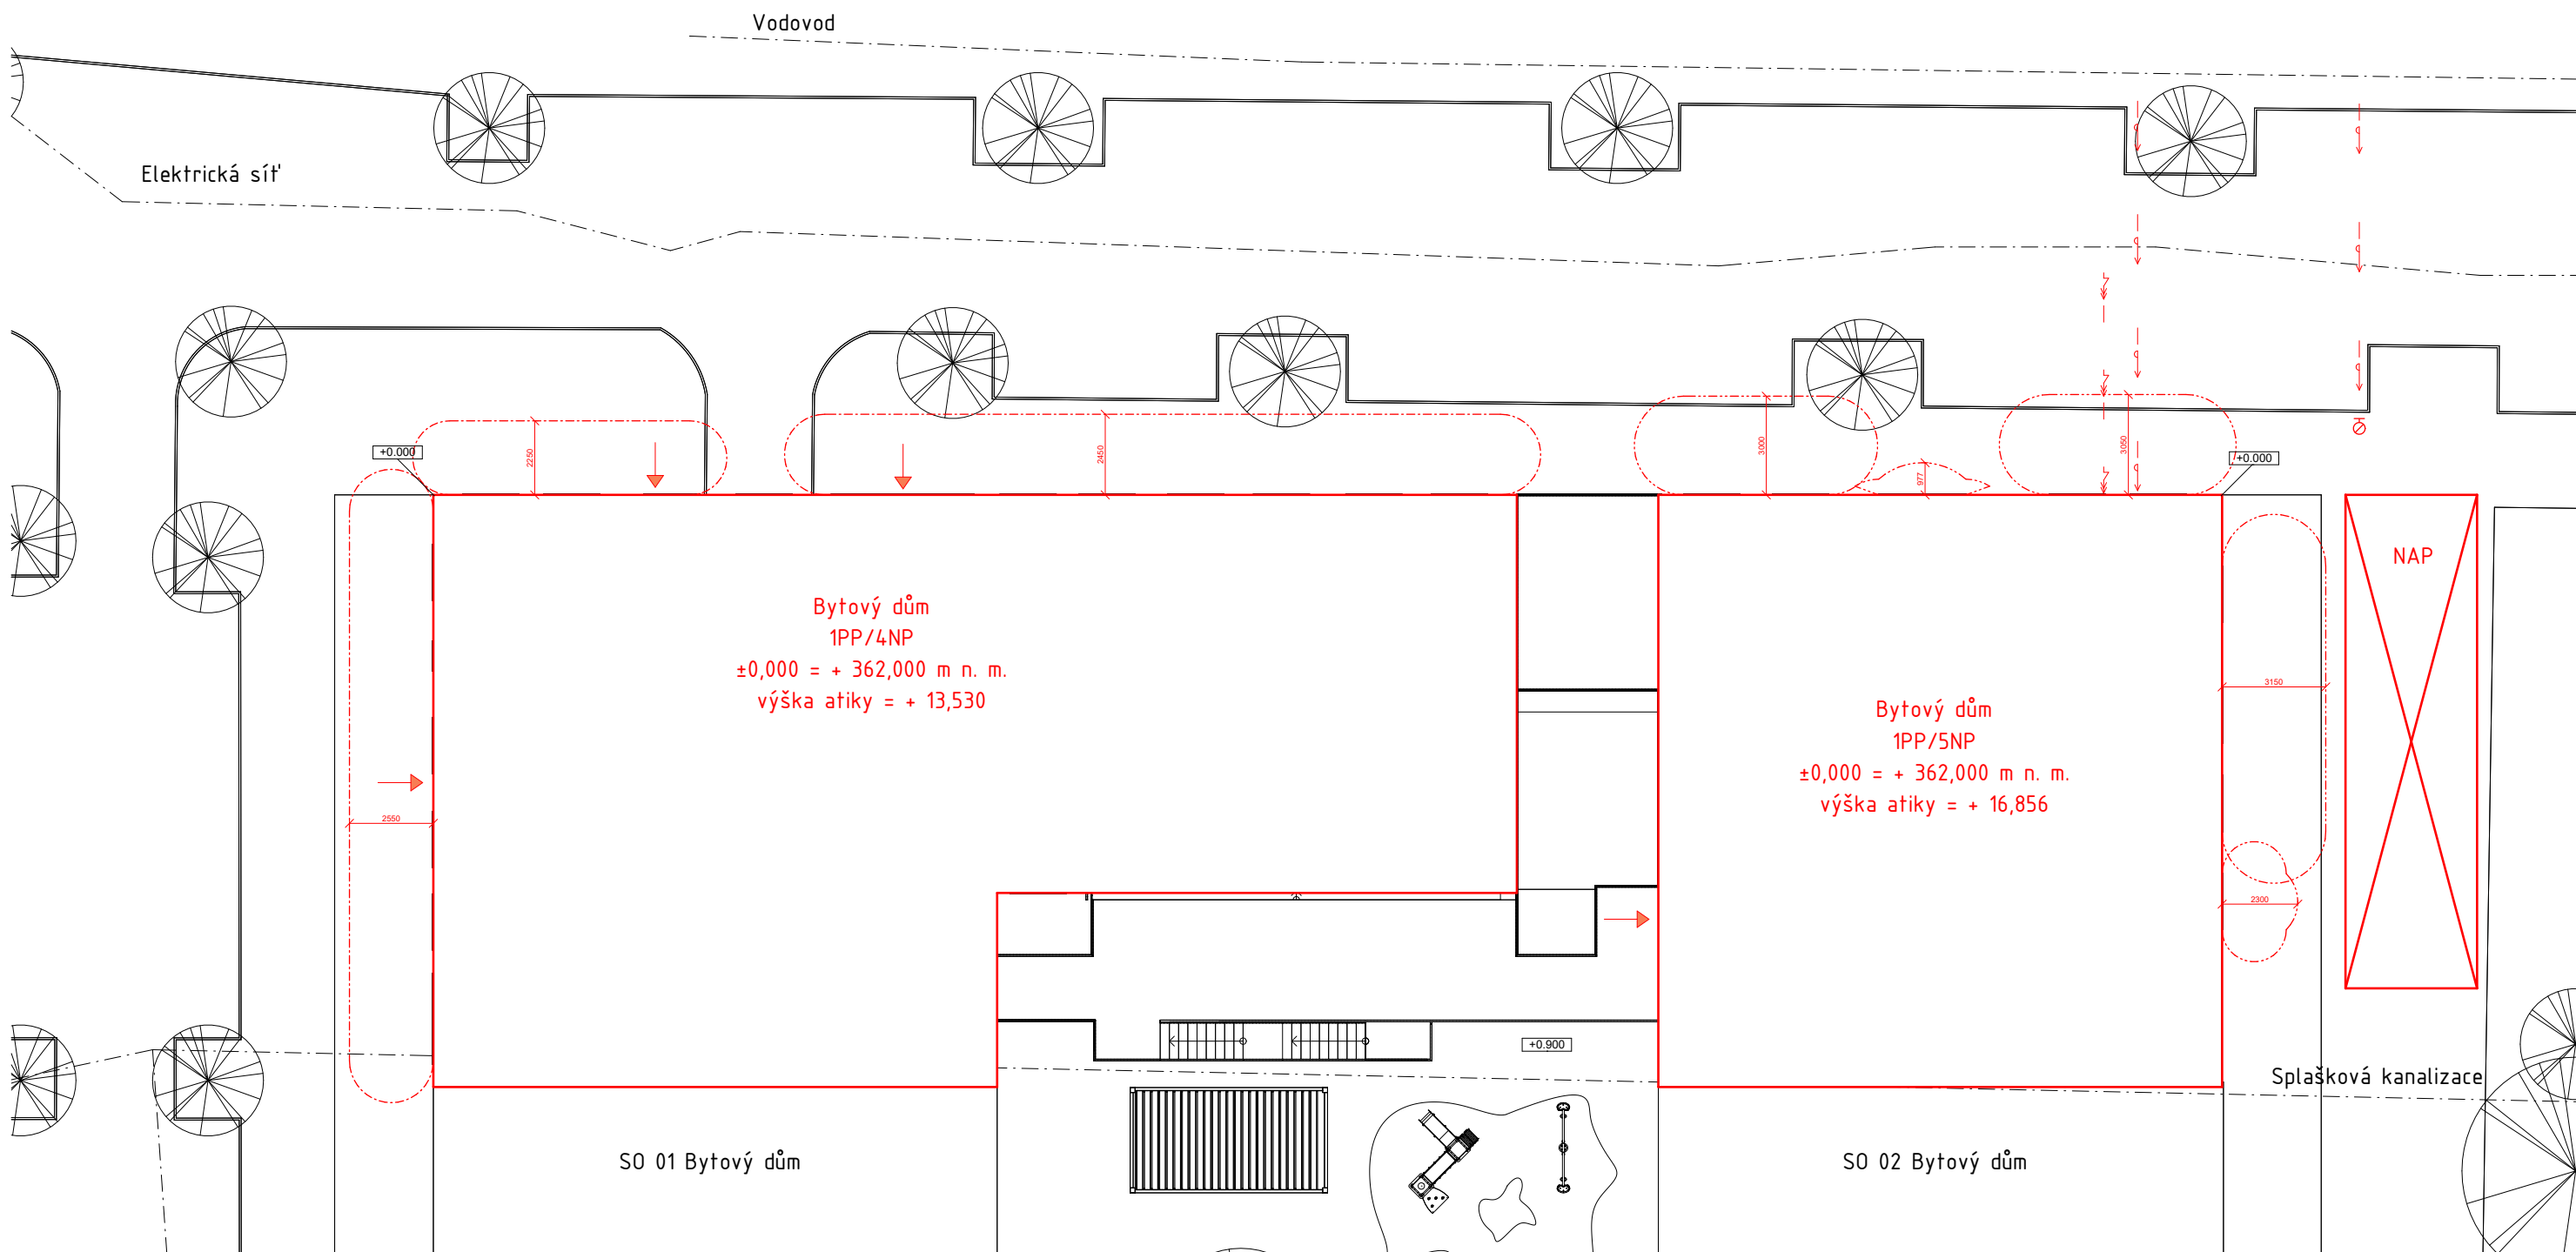 Vodovod
Elektrická síť
+0.000
2250
2450
3000
977
3050
+0.000
NAP
Bytový dům
1PP/4NP
±0,000 = + 362,000 m n. m.
výška atiky = + 13,530
3150
Bytový dům
1PP/5NP
±0,000 = + 362,000 m n. m.
výška atiky = + 16,856
2550
2300
+0.900
Splašková kanalizace
SO 01 Bytový dům
SO 02 Bytový dům